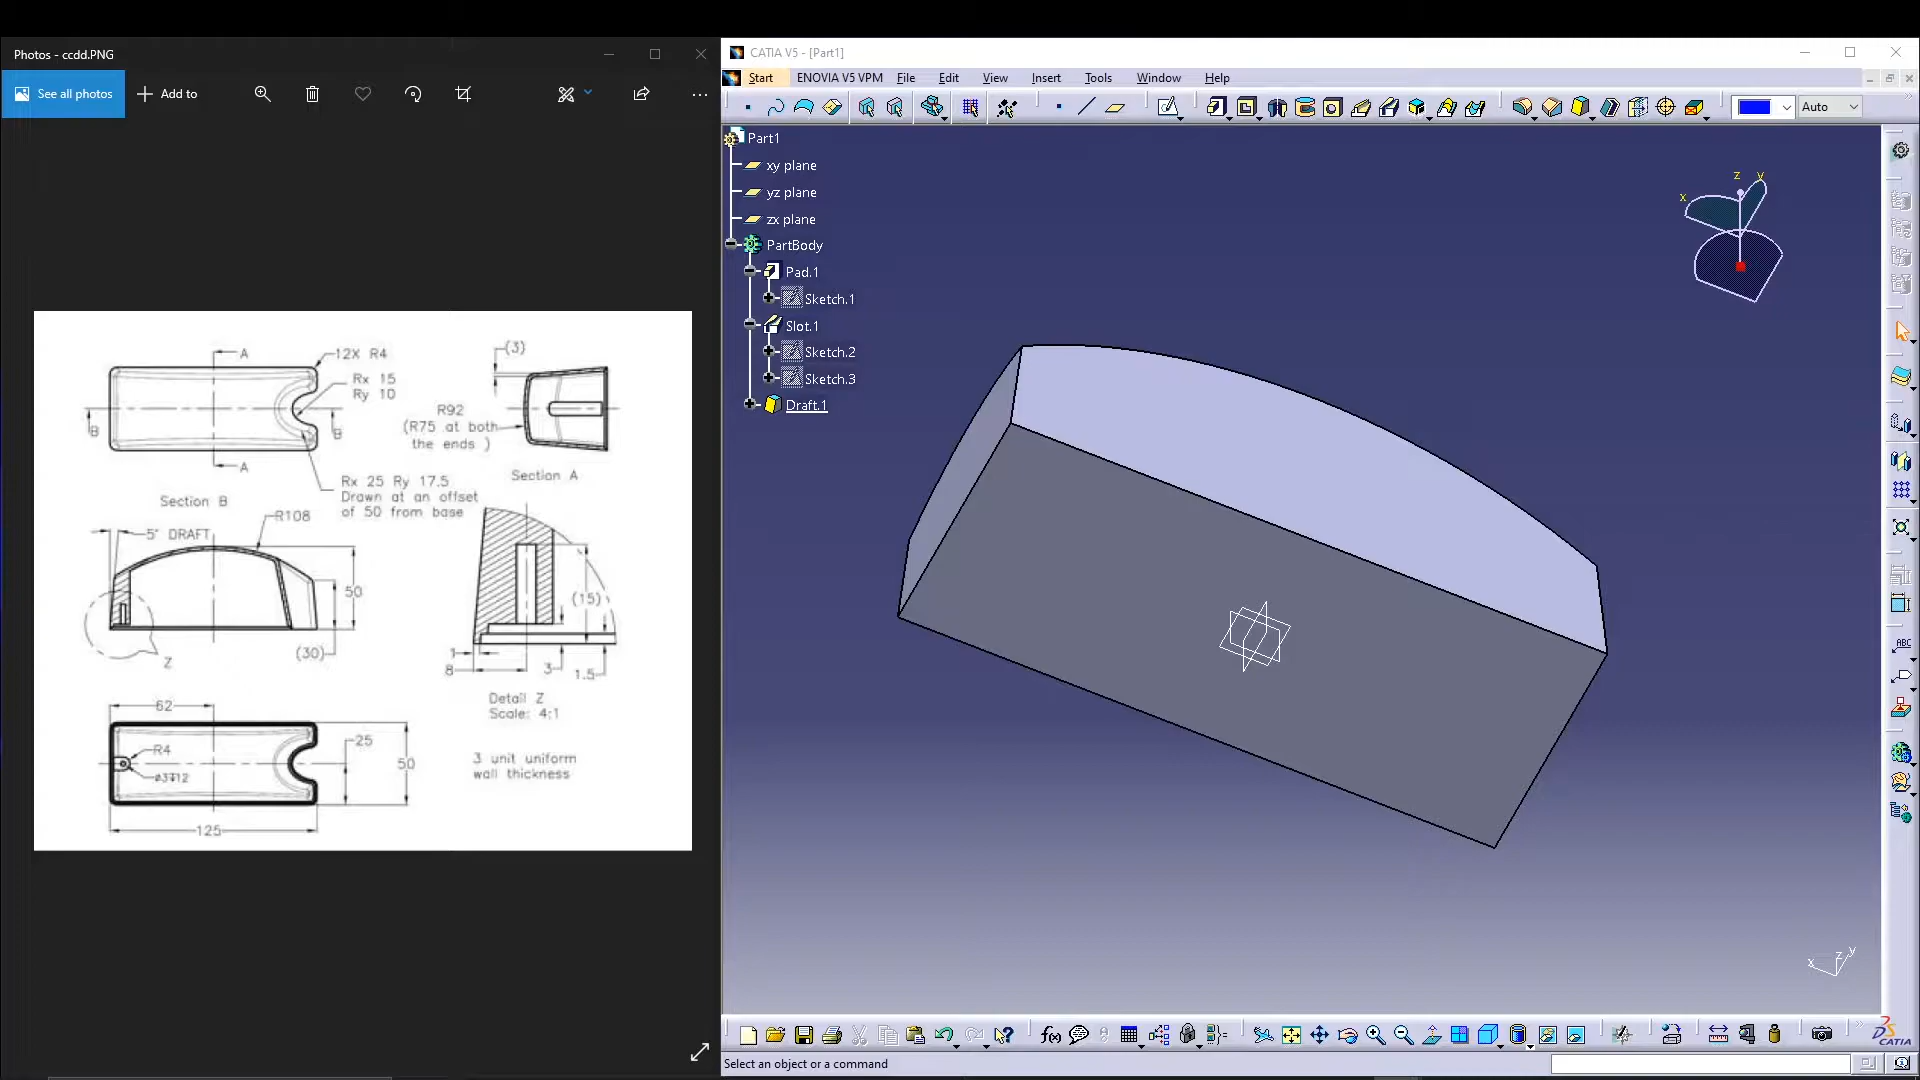 Photos - ccdd.PNG
See all photos
Add to
A
12X R4
Rx 15
Ry 10
(3)
R92
(R75 at both
the ends )
B
B
A
Section A
Rx 25 Ry 17.5
Drawn at an offset
of 50 from base
Section B
5° DRAFT
R108
50
(30)
Z
(15)
1
8
3
1.5
Detail Z
Scale: 4:1
62
R4
ø3↧12
25
50
125
3 unit uniform
wall thickness
CATIA V5 - [Part1]
Start
ENOVIA V5 VPM
File
Edit
View
Insert
Tools
Window
Help
Auto
Part1
xy plane
yz plane
zx plane
PartBody
Pad.1
Sketch.1
Slot.1
Sketch.2
Sketch.3
Draft.1
z
y
x
x
z
y
ABC
f(x)
CATIA
Select an object or a command